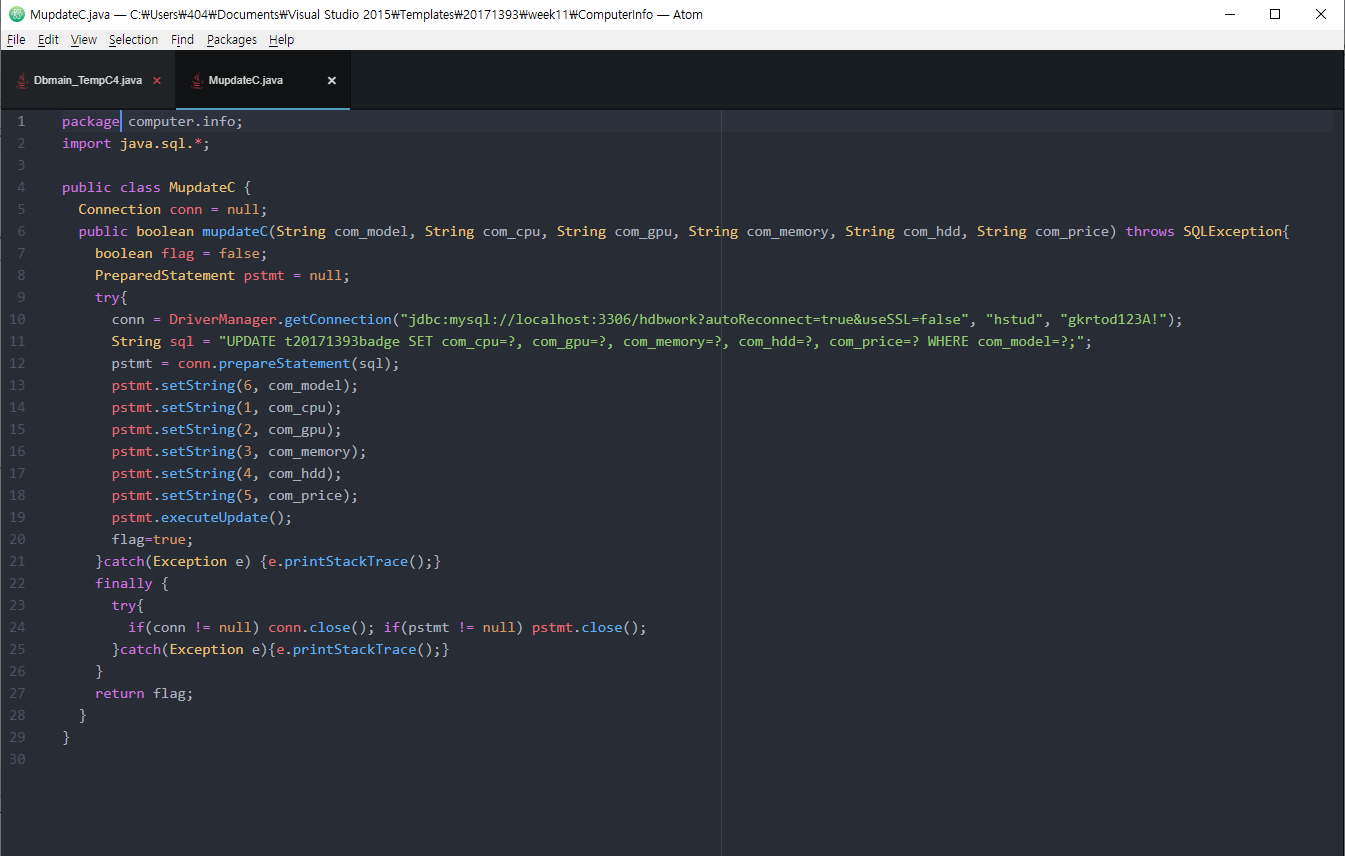 MupdateC.java — C:₩Users₩404₩Documents₩Visual Studio 2015₩Templates₩20171393₩week11₩ComputerInfo — Atom
File Edit View Selection Find Packages Help
Dbmain_TempC4.java MupdateC.java
1 package computer.info;
2 import java.sql.*;
3
4 public class MupdateC {
5 Connection conn = null;
6 public boolean mupdateC(String com_model, String com_cpu, String com_gpu, String com_memory, String com_hdd, String com_price) throws SQLException{
7 boolean flag = false;
8 PreparedStatement pstmt = null;
9 try{
10 conn = DriverManager.getConnection("jdbc:mysql://localhost:3306/hdbwork?autoReconnect=true&useSSL=false", "hstud", "gkrtod123A!");
11 String sql = "UPDATE t20171393badge SET com_cpu=?, com_gpu=?, com_memory=?, com_hdd=?, com_price=? WHERE com_model=?;";
12 pstmt = conn.prepareStatement(sql);
13 pstmt.setString(6, com_model);
14 pstmt.setString(1, com_cpu);
15 pstmt.setString(2, com_gpu);
16 pstmt.setString(3, com_memory);
17 pstmt.setString(4, com_hdd);
18 pstmt.setString(5, com_price);
19 pstmt.executeUpdate();
20 flag=true;
21 }catch(Exception e) {e.printStackTrace();}
22 finally {
23 try{
24 if(conn != null) conn.close(); if(pstmt != null) pstmt.close();
25 }catch(Exception e){e.printStackTrace();}
26 }
27 return flag;
28 }
29 }
30